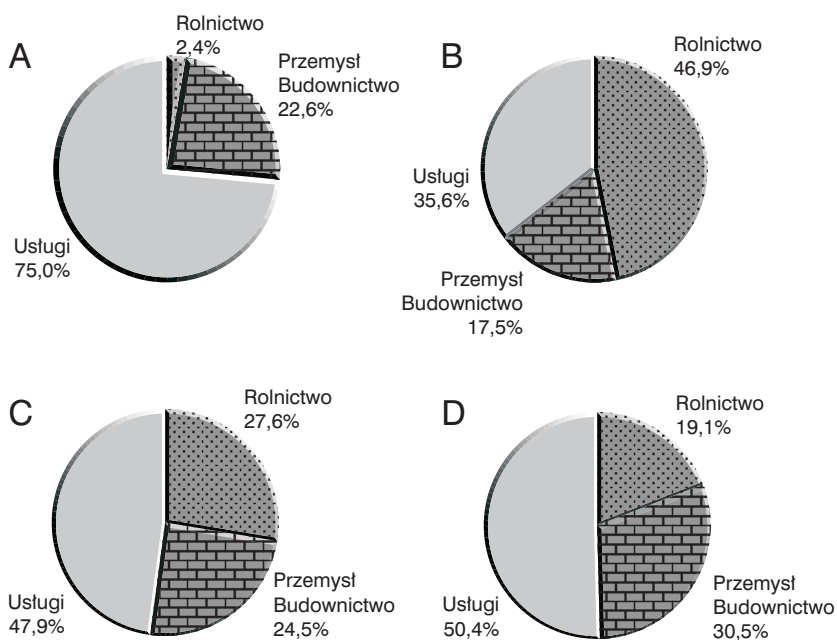 A
Rolnictwo
2,4%
Przemysł
Budownictwo
22,6%
Usługi
75,0%
B
Rolnictwo
46,9%
Usługi
35,6%
Przemysł
Budownictwo
17,5%
C
Rolnictwo
27,6%
Usługi
47,9%
Przemysł
Budownictwo
24,5%
D
Rolnictwo
19,1%
Usługi
50,4%
Przemysł
Budownictwo
30,5%